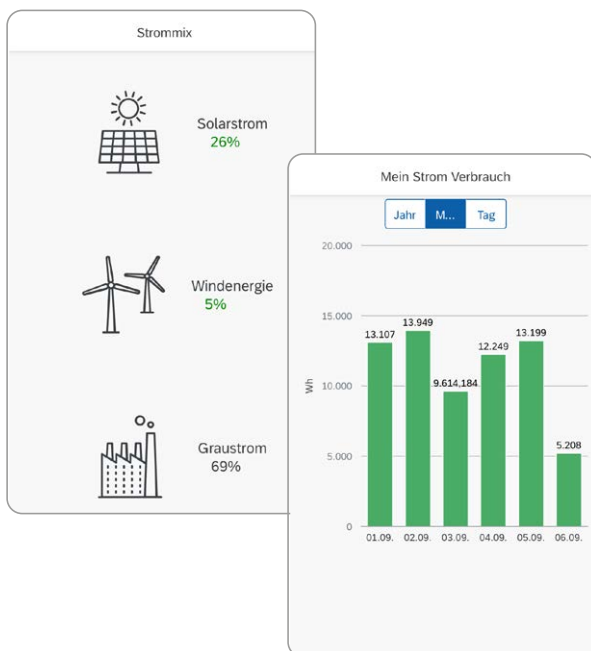 Strommix
Solarstrom
26%
Windenergie
5%
Graustrom
69%
Mein Strom Verbrauch
Jahr M... Tag
20.000
15.000
10.000
5.000
0
Wh
13.107
13.949
9.614,184
12.249
13.199
5.208
01.09. 02.09. 03.09. 04.09. 05.09. 06.09.